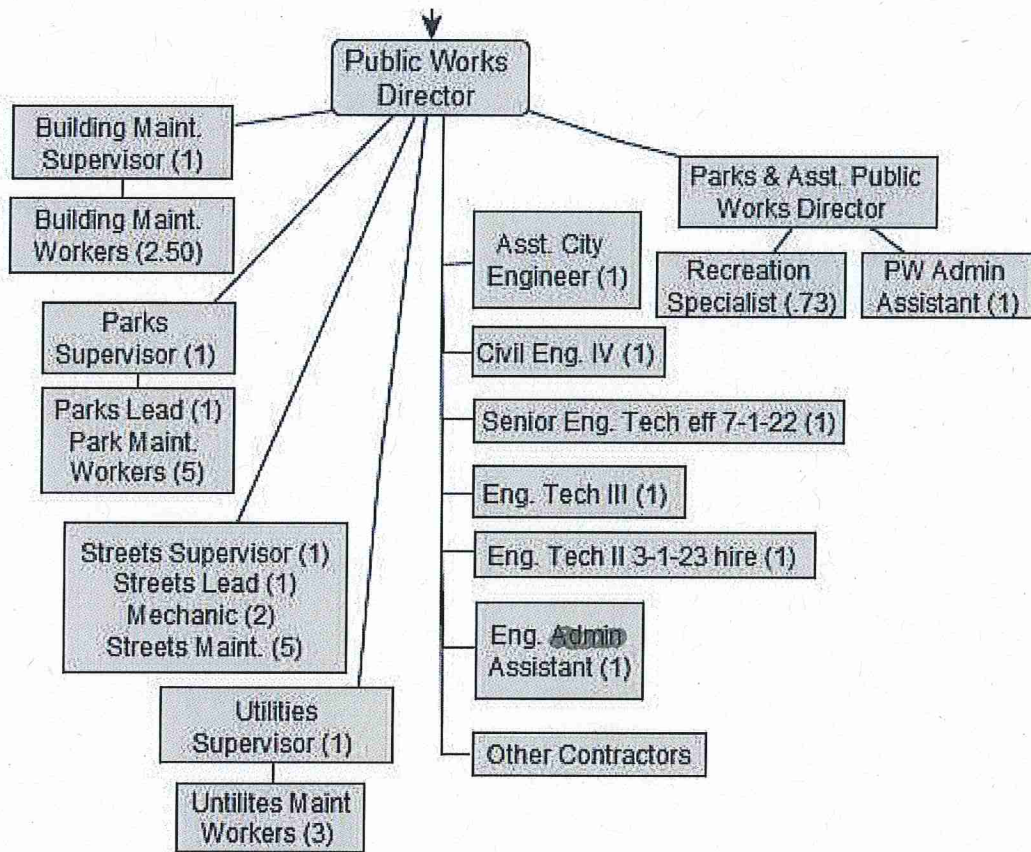 Public Works
Director
Building Maint.
Supervisor (1)
Building Maint.
Workers (2.50)
Parks
Supervisor (1)
Parks Lead (1)
Park Maint.
Workers (5)
Streets Supervisor (1)
Streets Lead (1)
Mechanic (2)
Streets Maint. (5)
Utilities
Supervisor (1)
Untilites Maint
Workers (3)
Asst. City
Engineer (1)
Civil Eng. IV (1)
Senior Eng. Tech eff 7-1-22 (1)
Eng. Tech III (1)
Eng. Tech II 3-1-23 hire (1)
Eng. Admin
Assistant (1)
Other Contractors
Parks & Asst. Public
Works Director
Recreation
Specialist (.73)
PW Admin
Assistant (1)